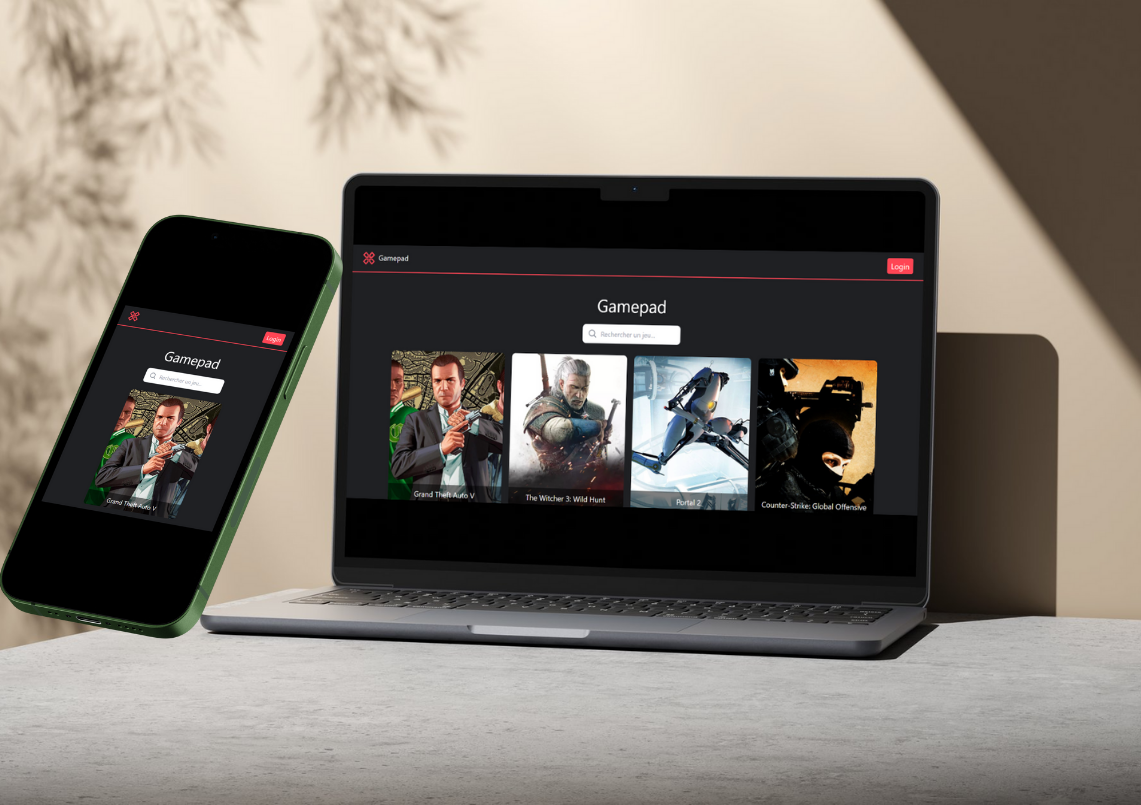 Login
Gamepad
Rechercher un jeu...
Grand Theft Auto V
Gamepad
Login
Gamepad
Rechercher un jeu...
Grand Theft Auto V
The Witcher 3: Wild Hunt
Portal 2
Counter-Strike: Global Offensive